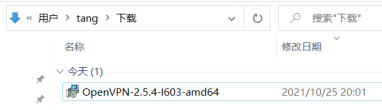 « 用户 › tang › 下载
搜索"下载"
名称 修改日期
今天 (1)
OpenVPN-2.5.4-I603-amd64 2021/10/25 20:01